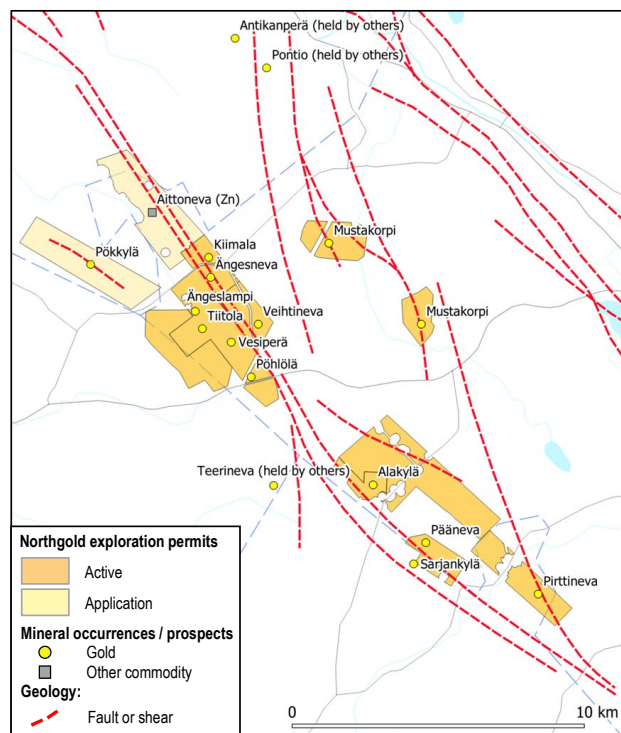 Antikanperä (held by others)
Pontio (held by others)
Aittoneva (Zn)
Mustakorpi
Kiimala
Pökkylä
Ängesneva
Ängeslampi
Tiitola
Veihtineva
Mustakorpi
Vesiperä
Pöhlölä
Teerineva (held by others)
Alakylä
Pääneva
Sarjankylä
Pirttineva
Northgold exploration permits
Active
Application
Mineral occurrences / prospects
Gold
Other commodity
Geology:
Fault or shear
0 10 km